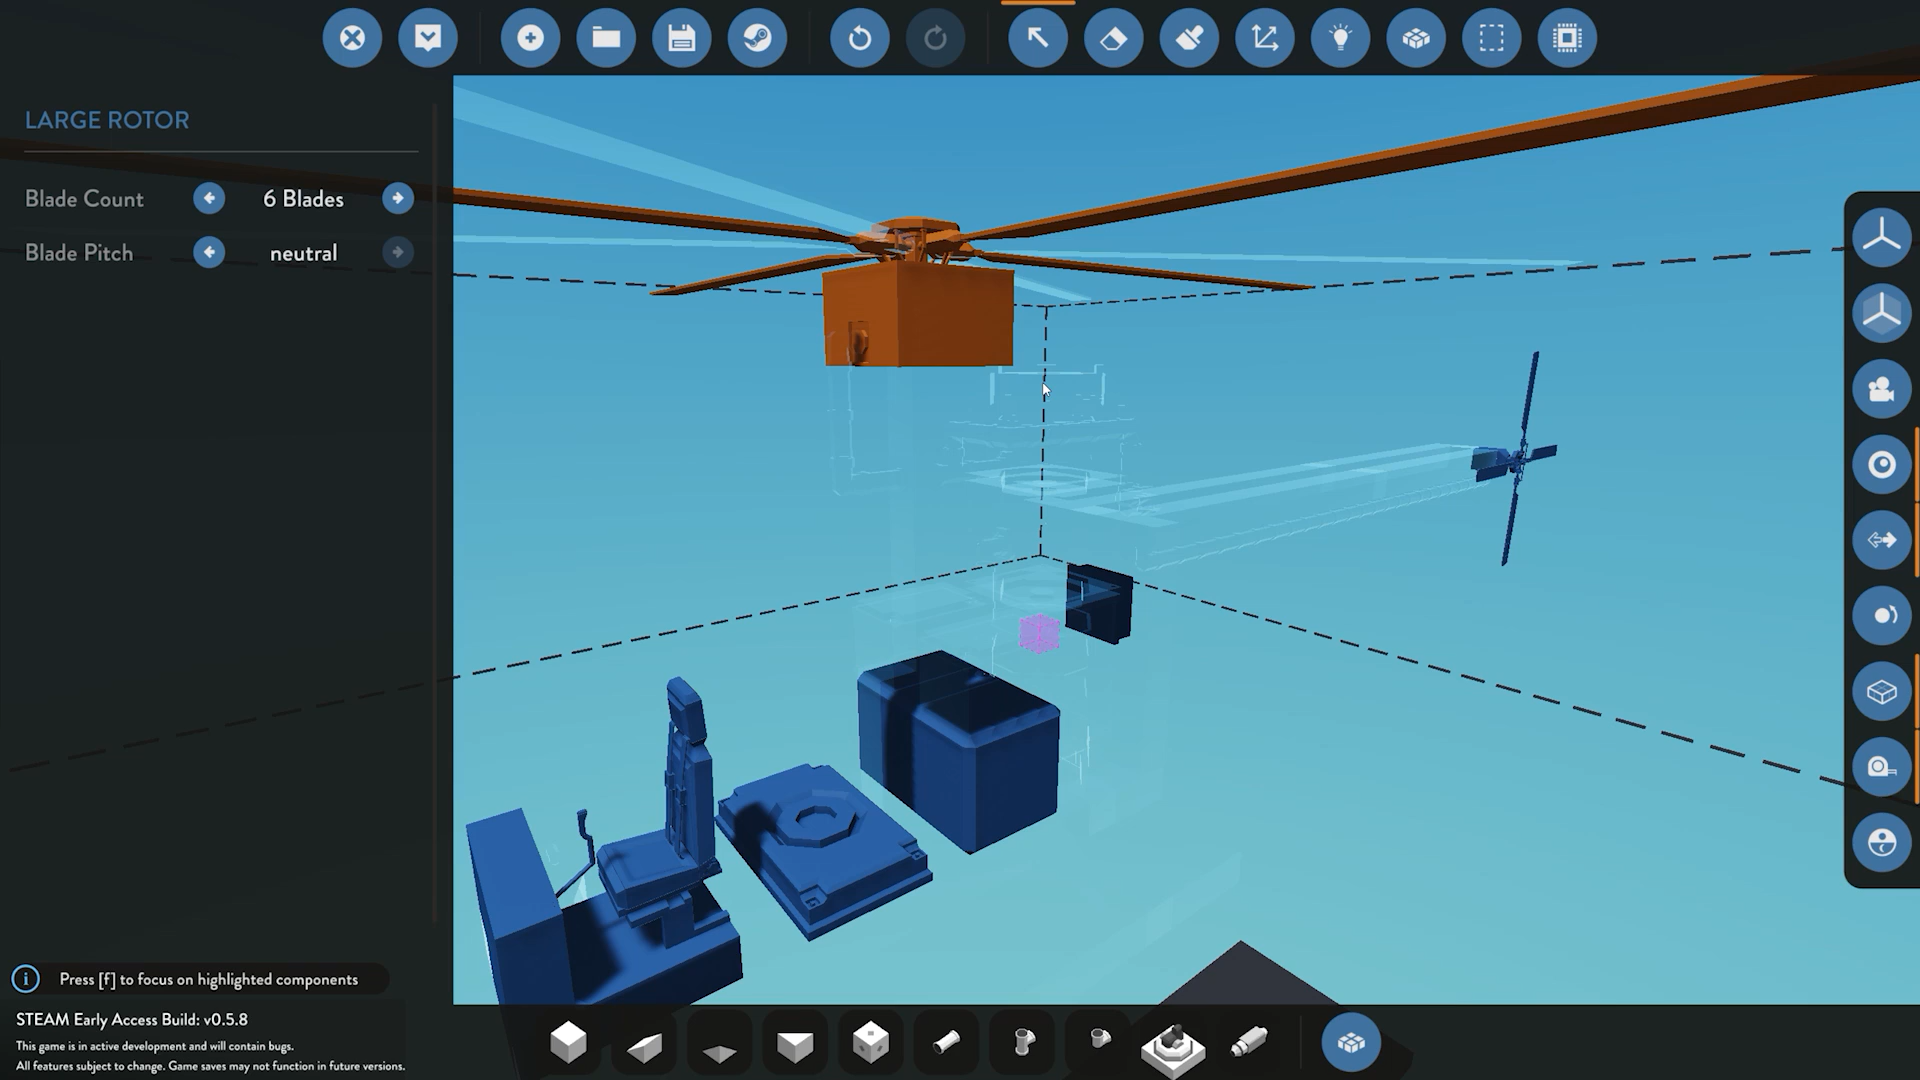 LARGE ROTOR
Blade Count 6 Blades
Blade Pitch neutral
i Press [f] to focus on highlighted components
STEAM Early Access Build: v0.5.8
This game is in active development and will contain bugs.
All features subject to change. Game saves may not function in future versions.